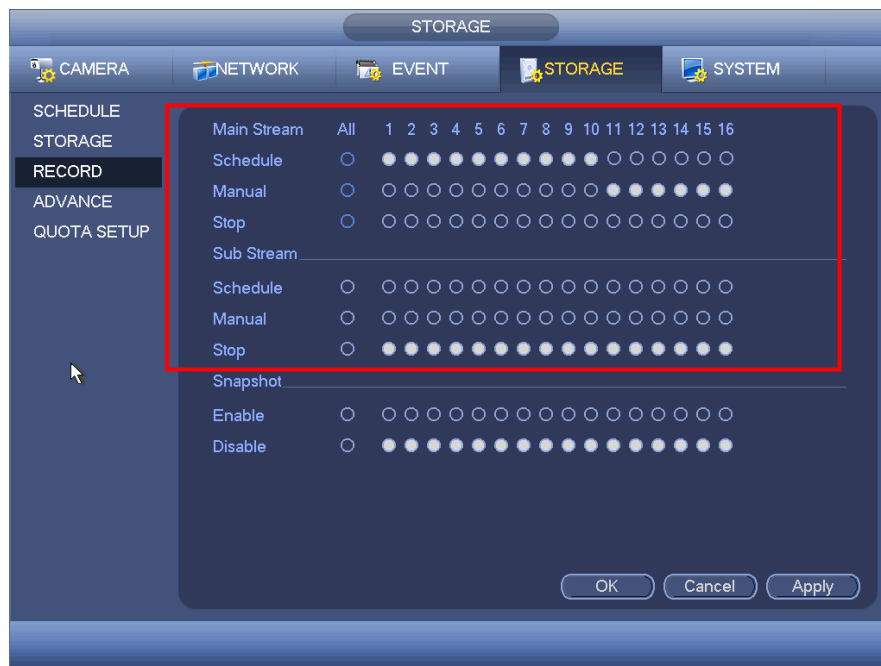 STORAGE
CAMERA NETWORK EVENT STORAGE SYSTEM
SCHEDULE
STORAGE
RECORD
ADVANCE
QUOTA SETUP
Main Stream All 1 2 3 4 5 6 7 8 9 10 11 12 13 14 15 16
Schedule
Manual
Stop
Sub Stream
Schedule
Manual
Stop
Snapshot
Enable
Disable
OK Cancel Apply